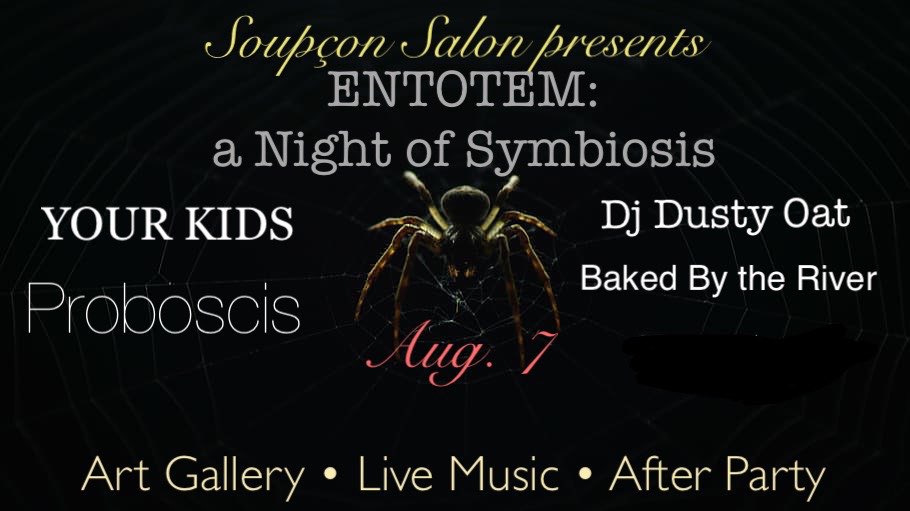 Soupçon Salon presents
ENTOTEM:
a Night of Symbiosis
YOUR KIDS
Proboscis
Dj Dusty Oat
Baked By the River
Aug. 7
Art Gallery • Live Music • After Party